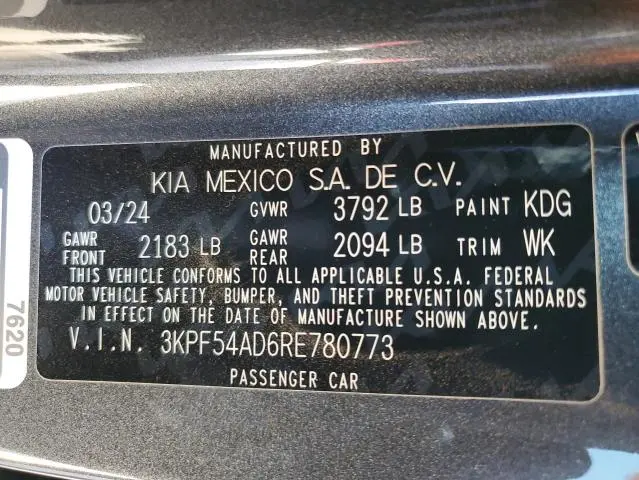 MANUFACTURED BY
KIA MEXICO S.A. DE C.V.
03/24 GVWR 3792 LB PAINT KDG
GAWR FRONT 2183 LB GAWR REAR 2094 LB TRIM WK
THIS VEHICLE CONFORMS TO ALL APPLICABLE U.S.A. FEDERAL
MOTOR VEHICLE SAFETY, BUMPER, AND THEFT PREVENTION STANDARDS
IN EFFECT ON THE DATE OF MANUFACTURE SHOWN ABOVE.
V.I.N. 3KPF54AD6RE780773
PASSENGER CAR
7620